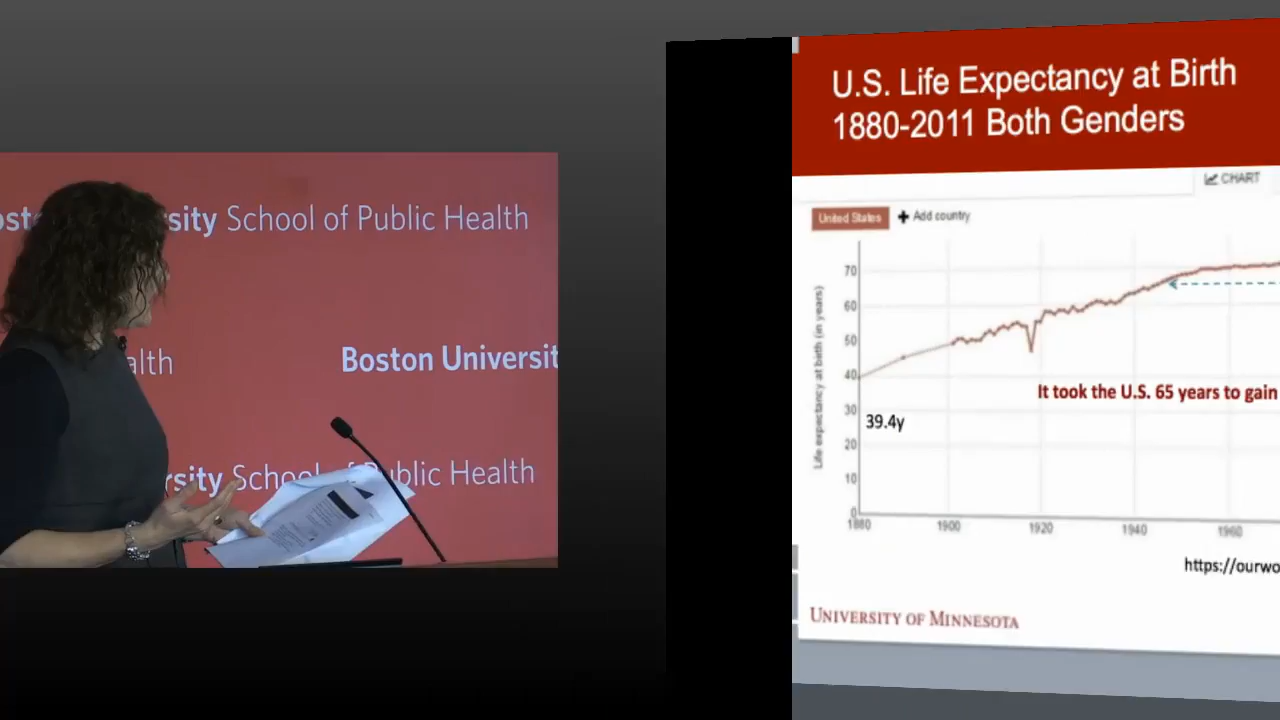 sity School of Public Health
alth
Boston Universit
rsity School of Public Health
U.S. Life Expectancy at Birth
1880-2011 Both Genders
CHART
United States
Add country
Life expectancy at birth (in years)
70
60
50
40
30
20
10
0
39.4y
It took the U.S. 65 years to gain
1880
1900
1920
1940
1960
https://ourwo
UNIVERSITY OF MINNESOTA